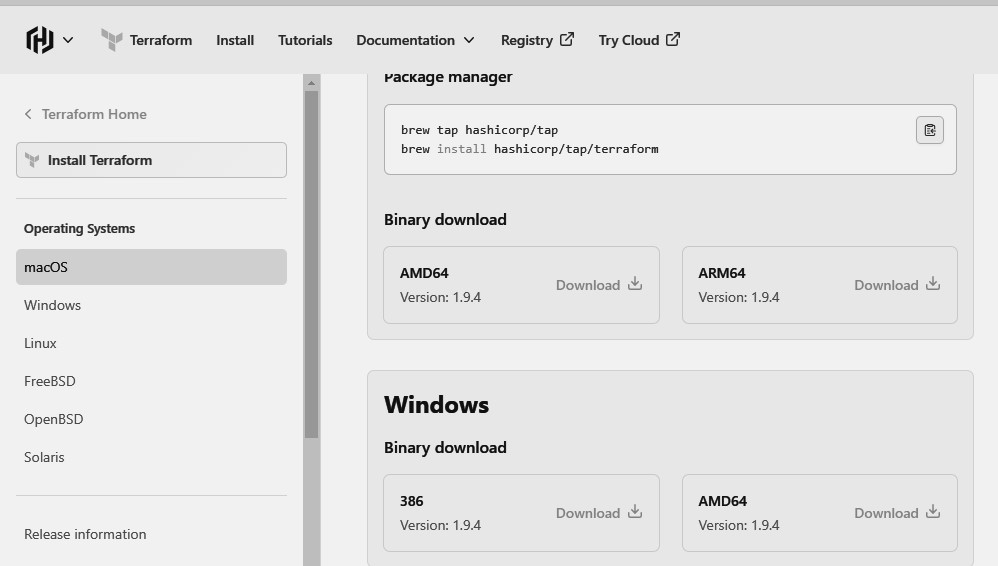 Terraform
Install
Tutorials
Documentation
Registry
Try Cloud
Terraform Home
Install Terraform
Operating Systems
macOS
Windows
Linux
FreeBSD
OpenBSD
Solaris
Release information
Package manager
brew tap hashicorp/tap
brew install hashicorp/tap/terraform
Binary download
AMD64
Version: 1.9.4
Download
ARM64
Version: 1.9.4
Download
Windows
Binary download
386
Version: 1.9.4
Download
AMD64
Version: 1.9.4
Download